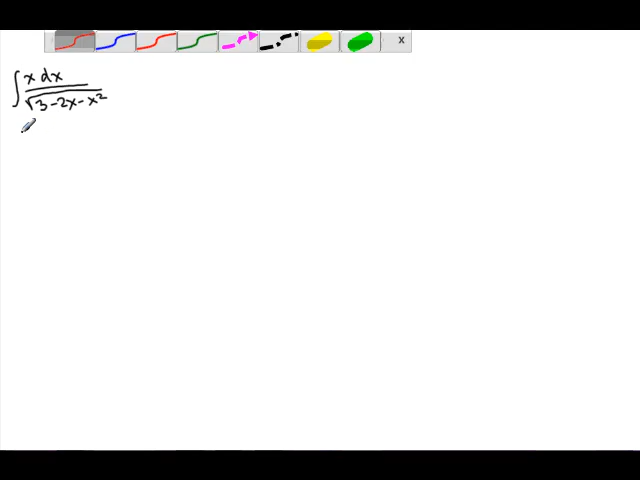 ∫ x dx
√3-2x-x²
x